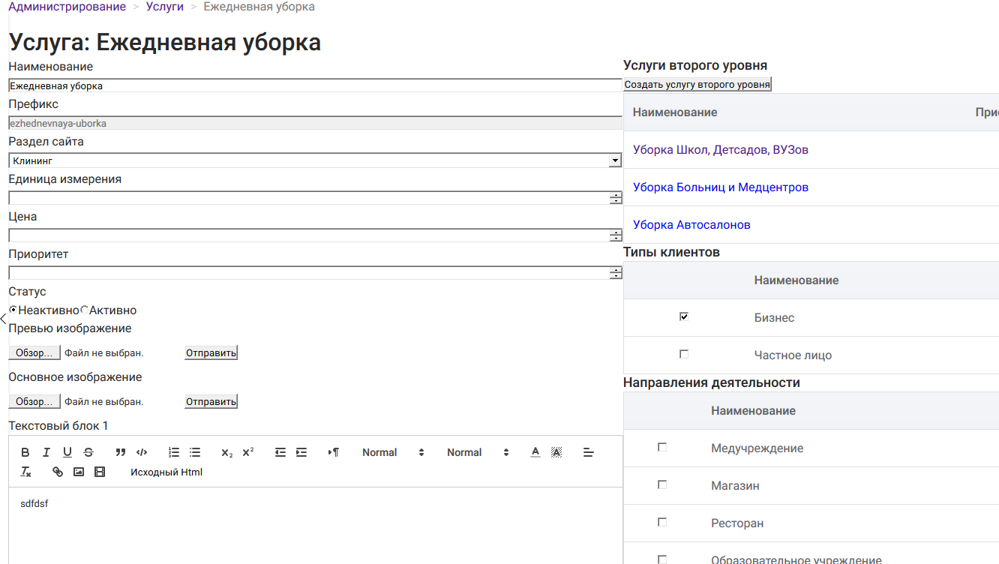 Администрирование > Услуги > Ежедневная уборка
Услуга: Ежедневная уборка
Наименование
Ежедневная уборка
Префикс
ezhednevnaya-uborka
Раздел сайта
Клининг
Единица измерения
Цена
Приоритет
Статус
Неактивно Активно
Превью изображение
Обзор... Файл не выбран. Отправить
Основное изображение
Обзор... Файл не выбран. Отправить
Текстовый блок 1
Normal Normal
Исходный Html
sdfdsf
Услуги второго уровня
Создать услугу второго уровня
Наименование
Уборка Школ, Детсадов, ВУЗов
Уборка Больниц и Медцентров
Уборка Автосалонов
Типы клиентов
Наименование
Бизнес
Частное лицо
Направления деятельности
Наименование
Медучреждение
Магазин
Ресторан
Образовательное учреждение